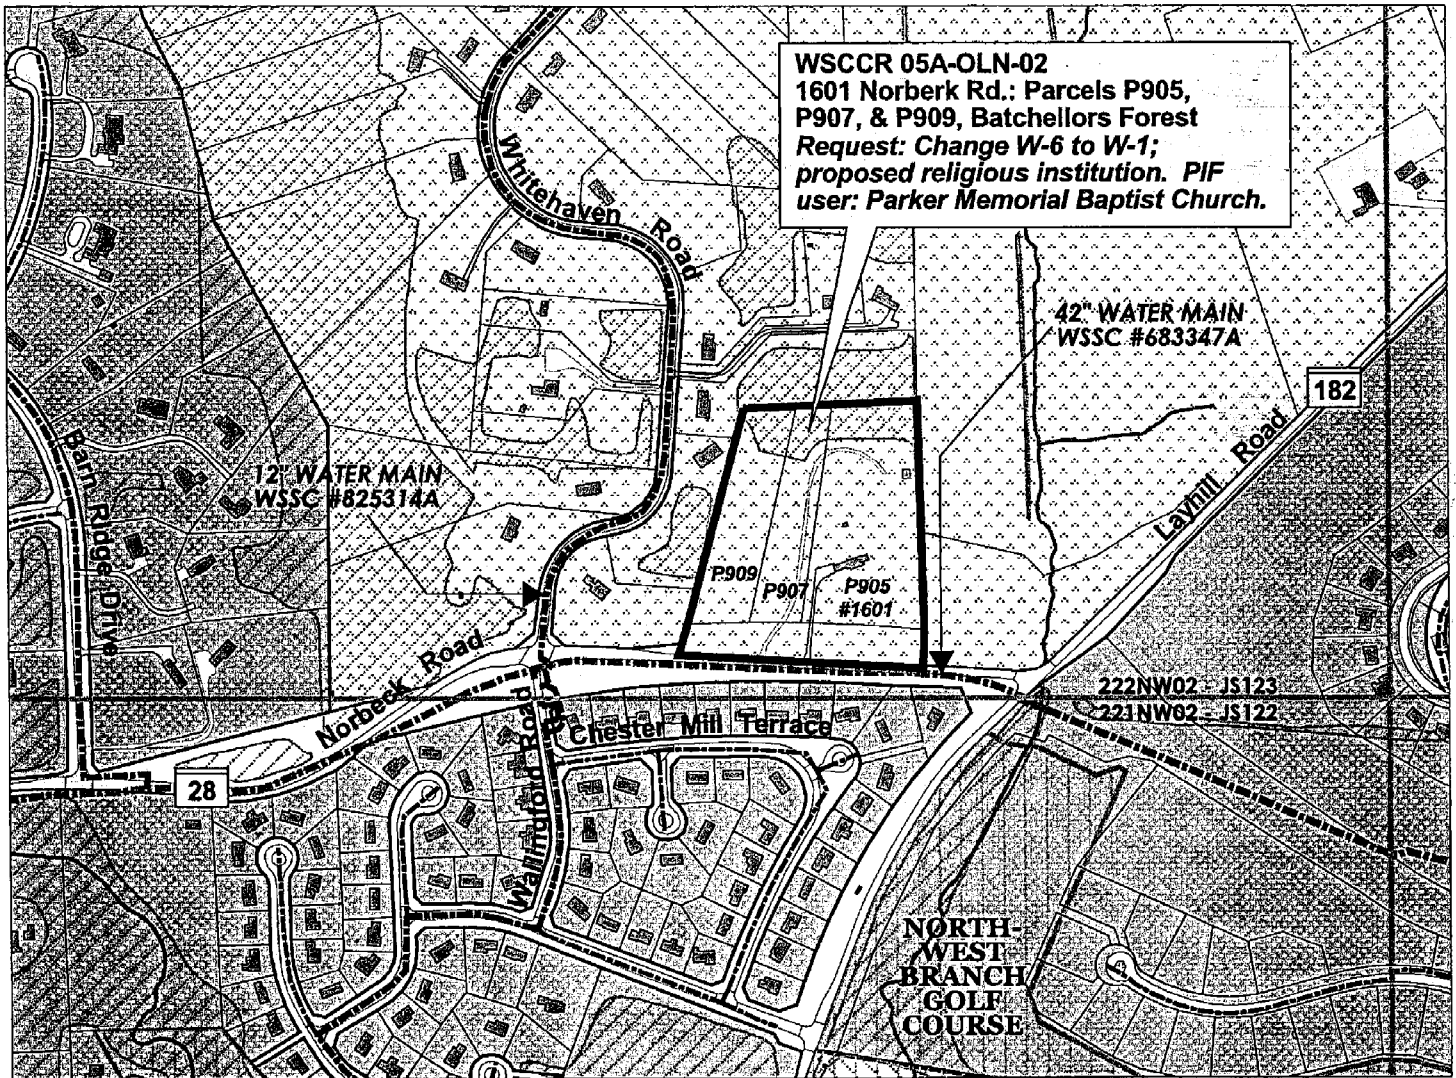 WSCCR 05A-OLN-02
1601 Norberk Rd.: Parcels P905,
P907, & P909, Batchellors Forest
Request: Change W-6 to W-1;
proposed religious institution. PIF
user: Parker Memorial Baptist Church.
Whitehaven Road
42" WATER MAIN
WSSC #683347A
182
Layhill Road
Barn Ridge Drive
12" WATER MAIN
WSSC #825314A
P909
P907
P905
#1601
Norbeck Road
222NW02 - JS123
221NW02 - JS122
Chester Mill Terrace
28
Wallington Road
NORTH-
WEST
BRANCH
GOLF
COURSE